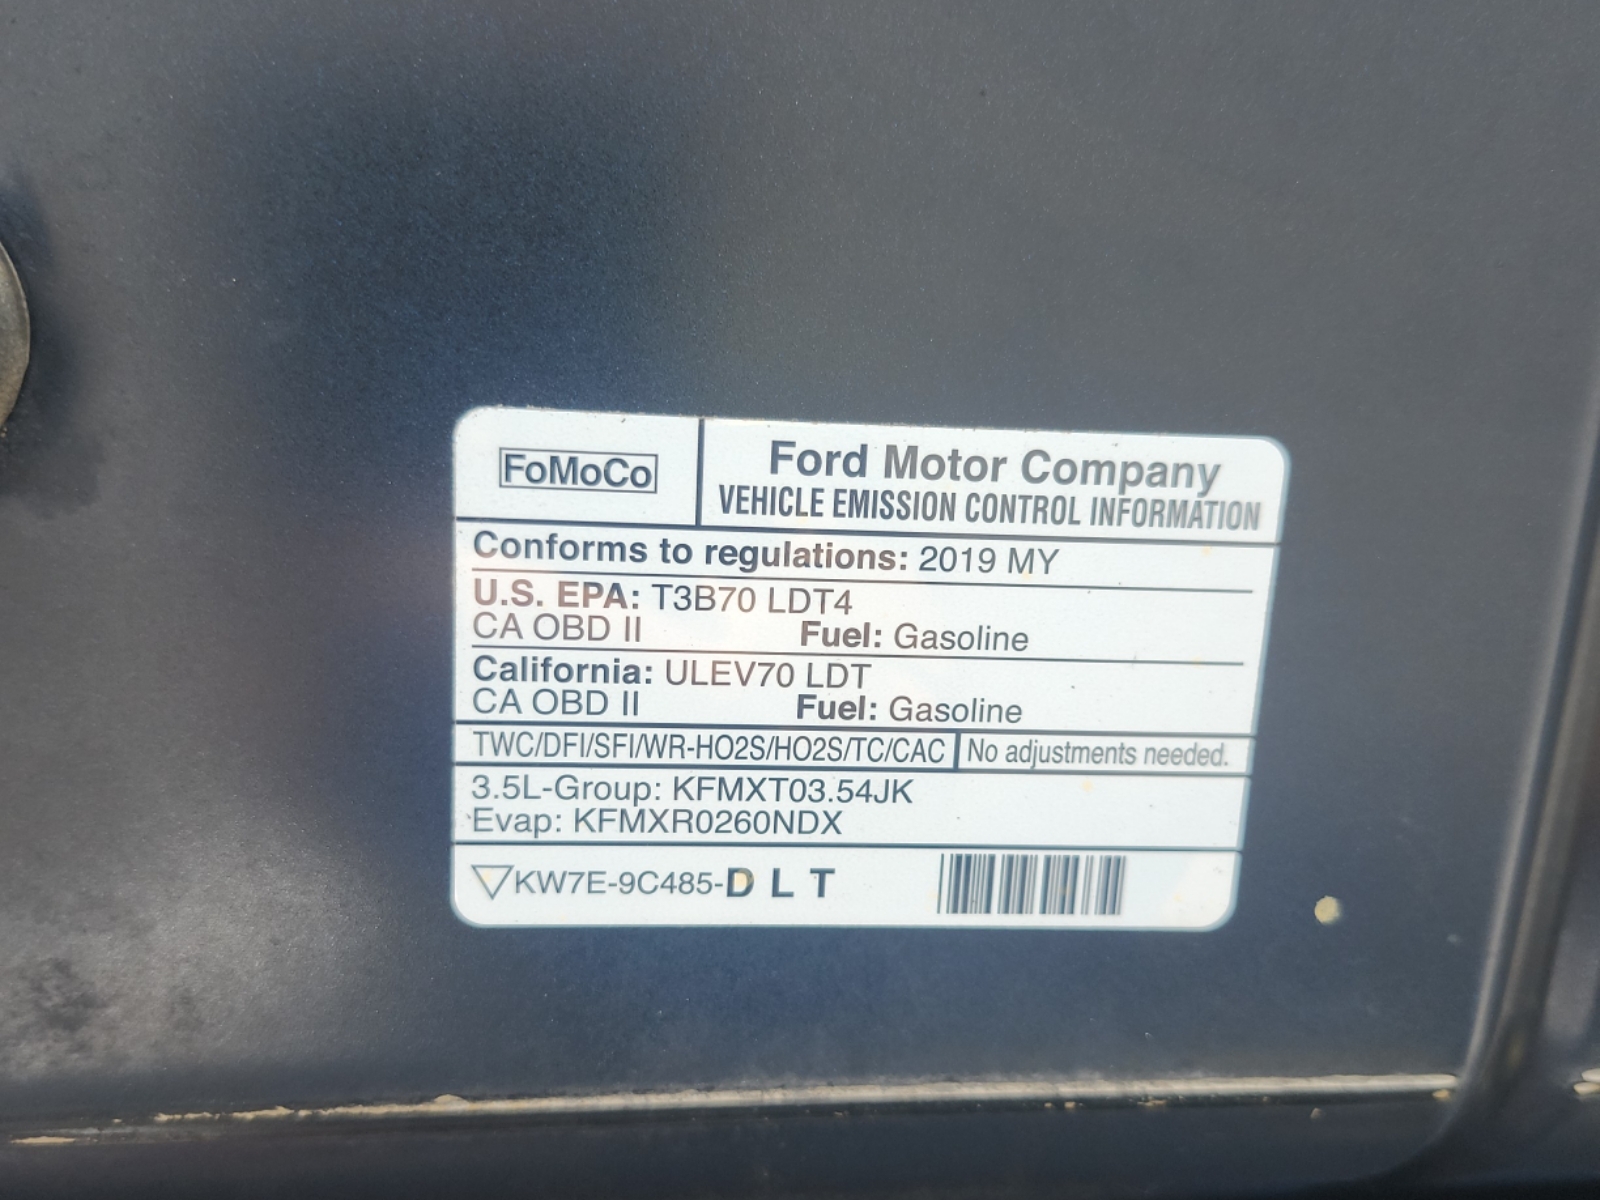 FoMoCo
Ford Motor Company
VEHICLE EMISSION CONTROL INFORMATION
Conforms to regulations: 2019 MY
U.S. EPA: T3B70 LDT4
CA OBD II Fuel: Gasoline
California: ULEV70 LDT
CA OBD II Fuel: Gasoline
TWC/DFI/SFI/WR-HO2S/HO2S/TC/CAC No adjustments needed.
3.5L-Group: KFMXT03.54JK
Evap: KFMXR0260NDX
KW7E-9C485-D L T